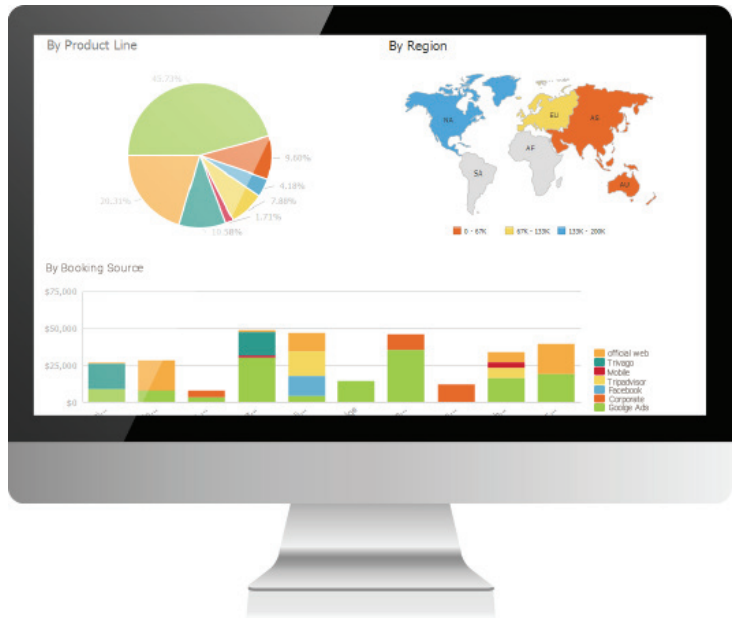 By Product Line
By Region
45.73%
9.60%
4.18%
7.88%
1.73%
10.58%
20.31%
NA
EU
AS
AF
SA
AU
0 - 67K
67K - 133K
133K - 200K
By Booking Source
$75,000
$50,000
$25,000
$0
official web
Trivago
Mobile
Tripadvisor
Facebook
Corporate
Goolge Ads